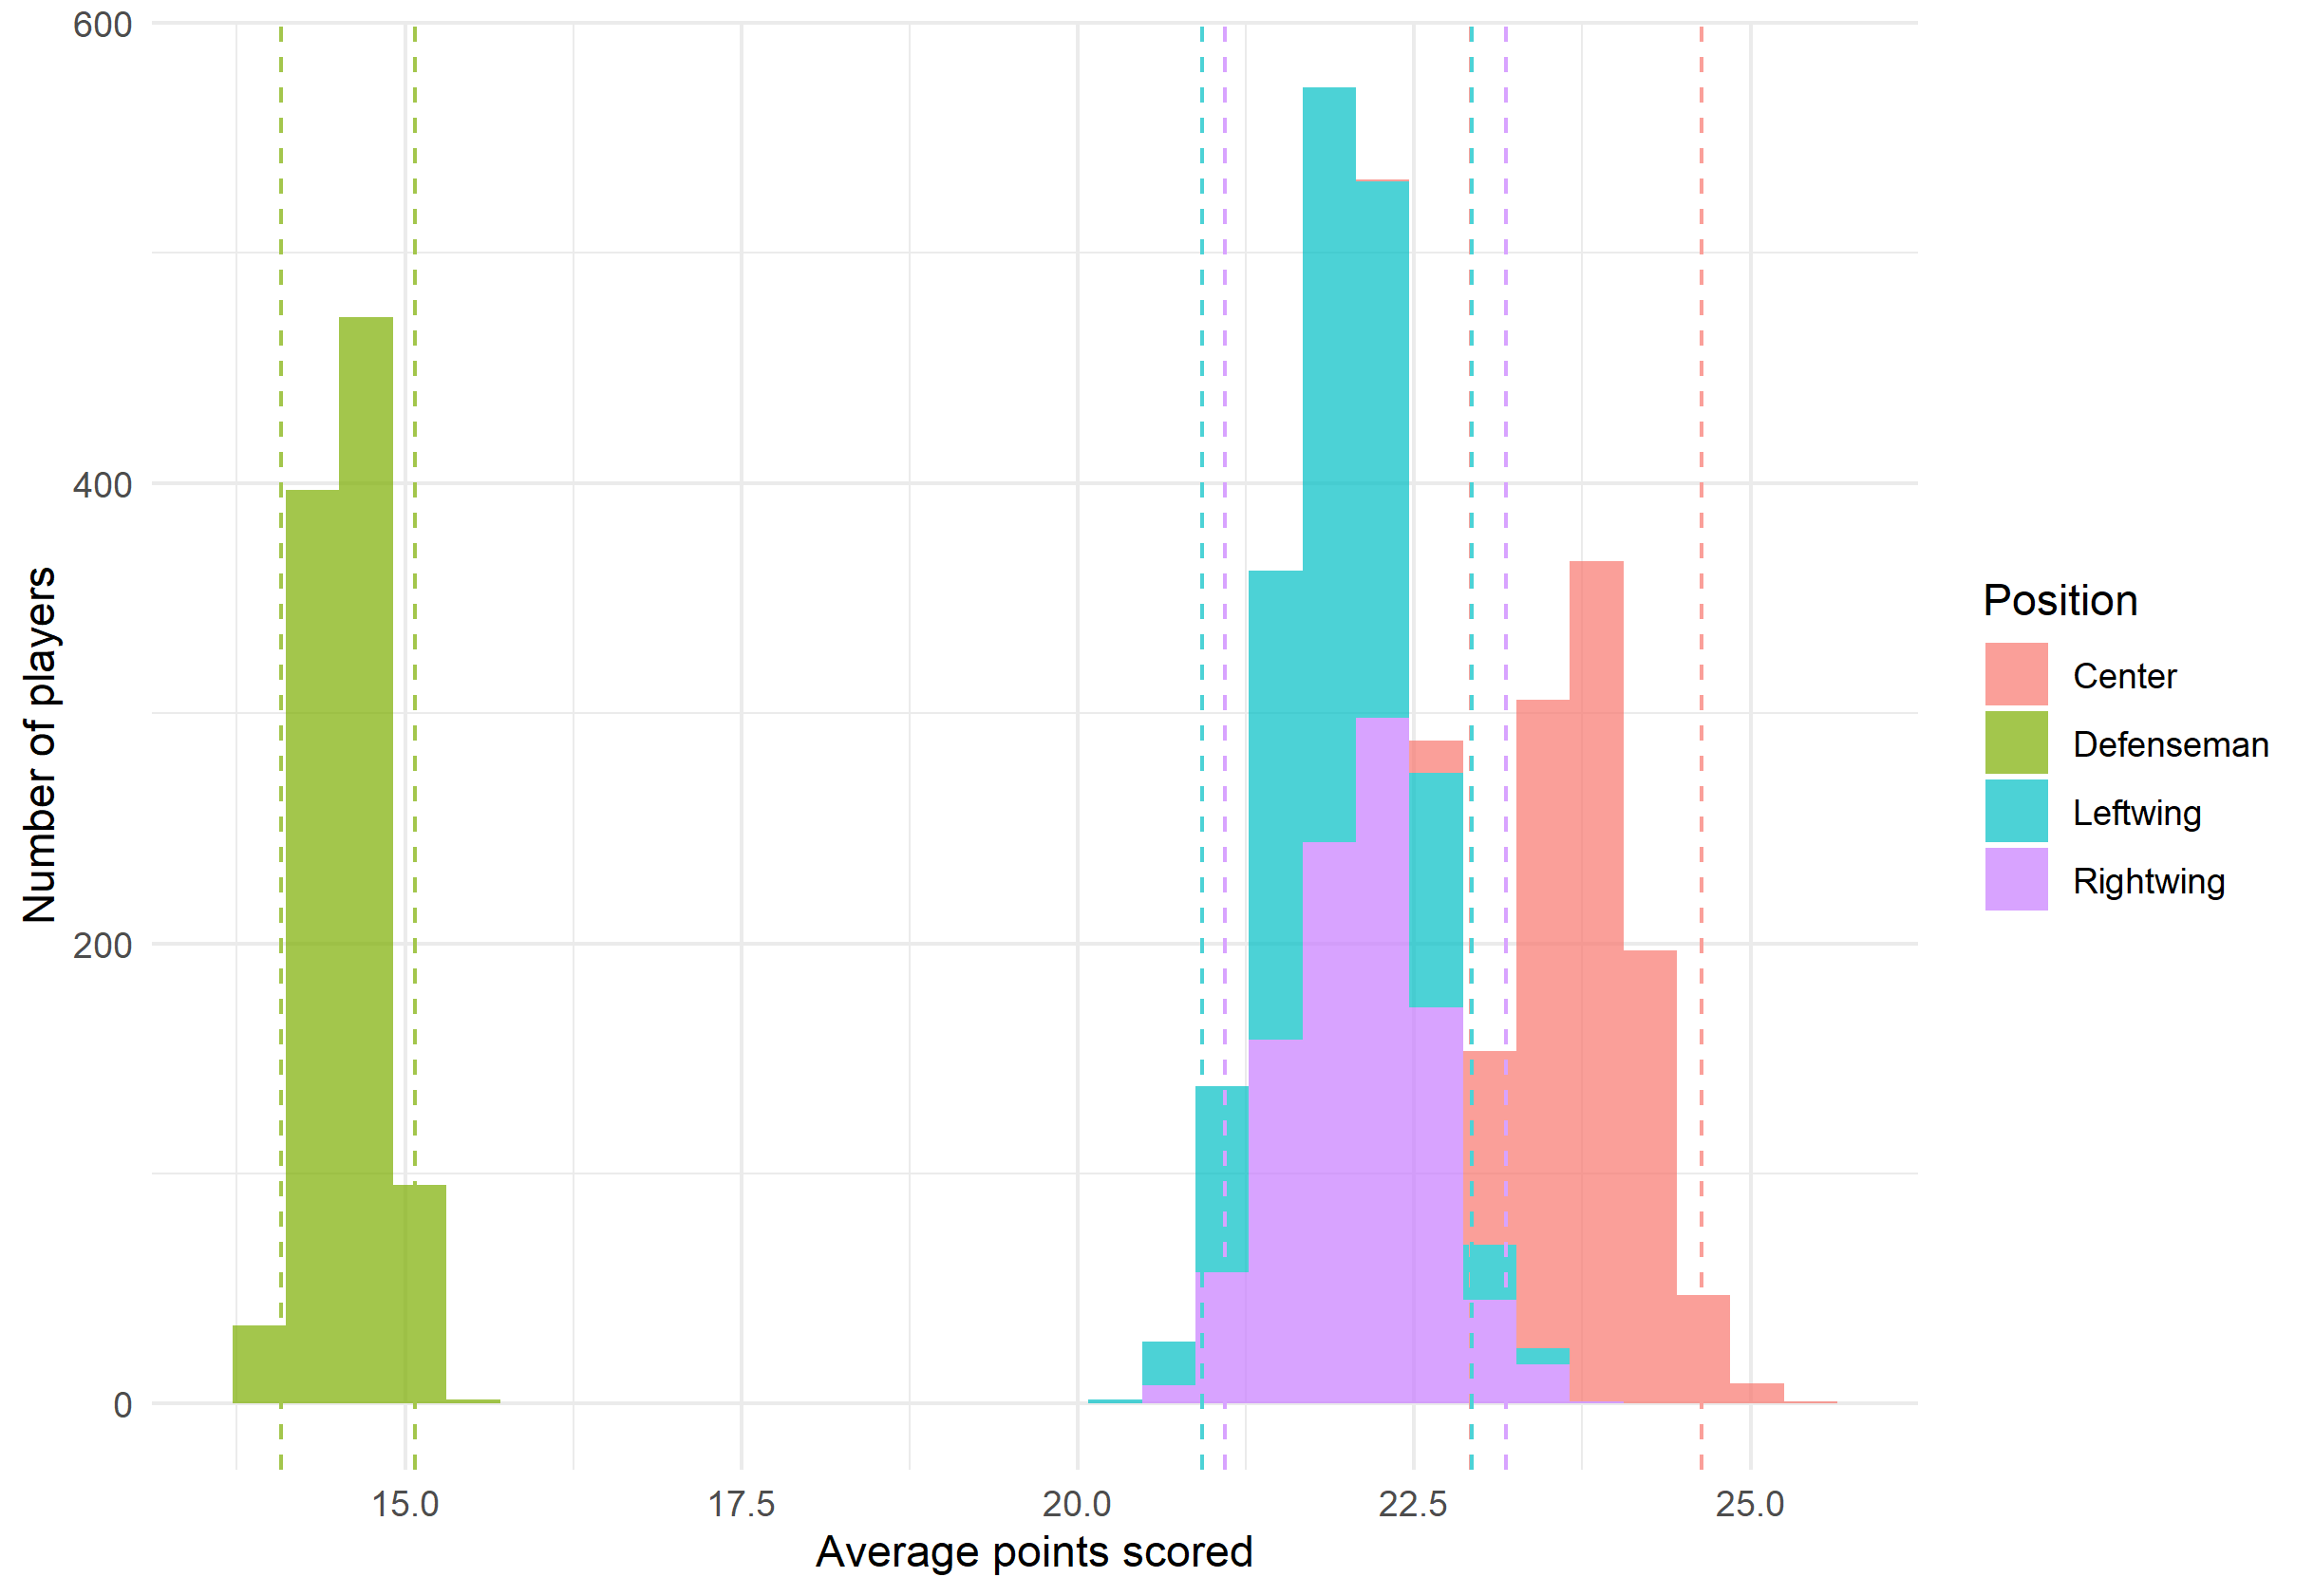 600
400
200
0
Number of players
15.0
17.5
20.0
22.5
25.0
Average points scored
Position
Center
Defenseman
Leftwing
Rightwing